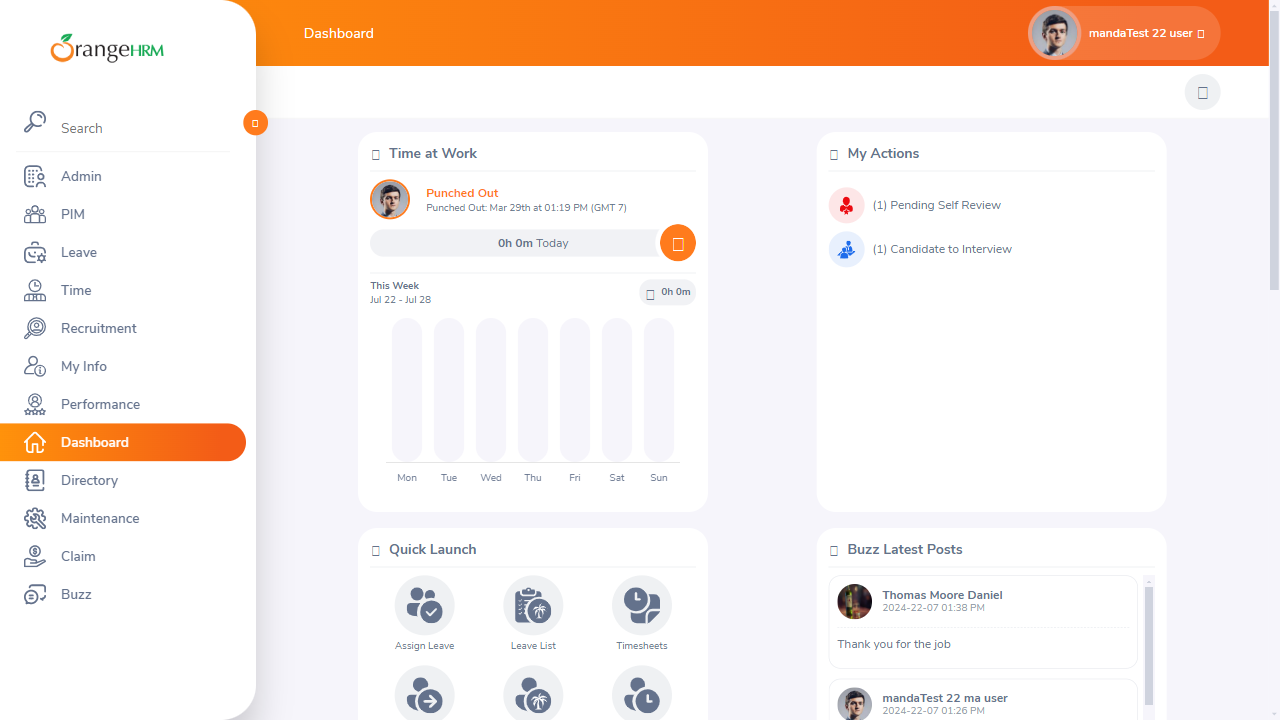 OrangeHRM
Dashboard
mandaTest 22 user
Search
Admin
PIM
Leave
Time
Recruitment
My Info
Performance
Dashboard
Directory
Maintenance
Claim
Buzz
Time at Work
Punched Out
Punched Out: Mar 29th at 01:19 PM (GMT 7)
0h 0m Today
This Week
Jul 22 - Jul 28
0h 0m
Mon Tue Wed Thu Fri Sat Sun
My Actions
(1) Pending Self Review
(1) Candidate to Interview
Quick Launch
Assign Leave
Leave List
Timesheets
Buzz Latest Posts
Thomas Moore Daniel
2024-22-07 01:38 PM
Thank you for the job
mandaTest 22 ma user
2024-22-07 01:26 PM